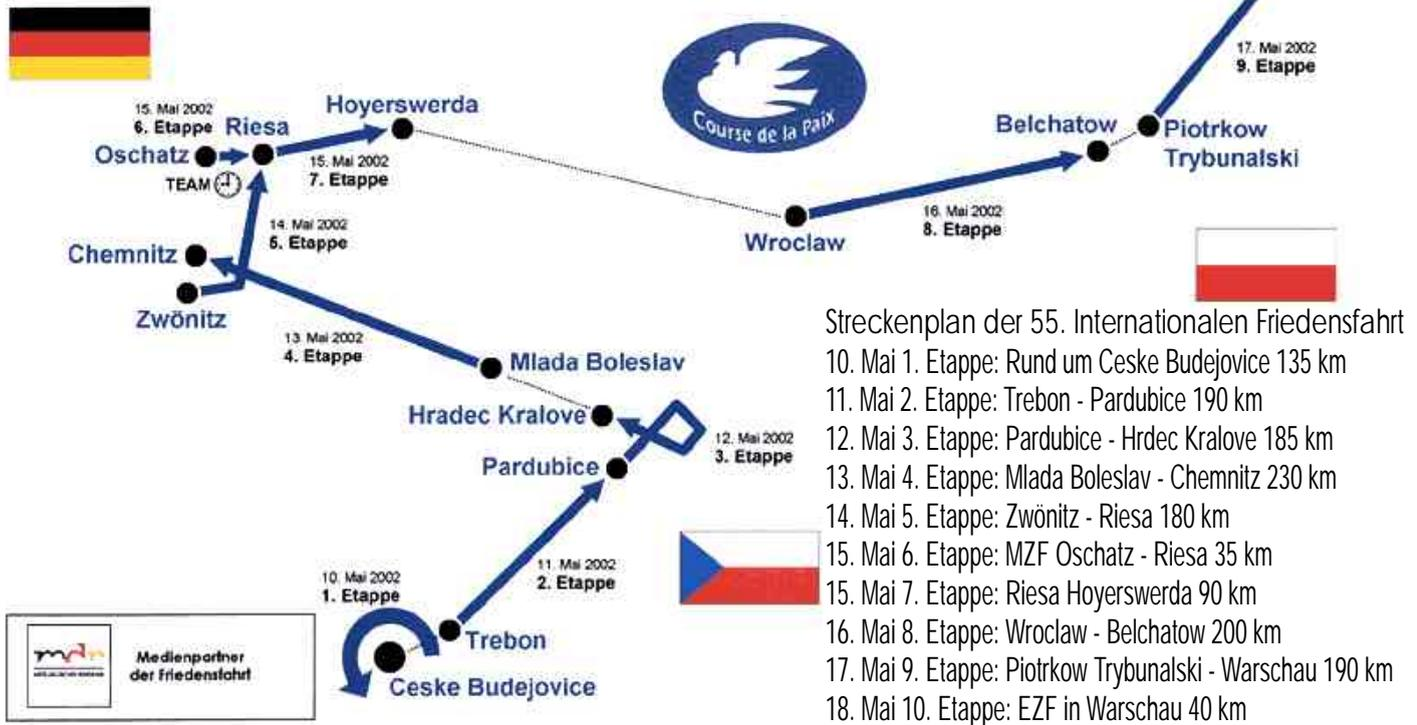 17. Mai 2002
9. Etappe
Course de la Paix
15. Mai 2002
6. Etappe
Riesa
Hoyerswerda
Oschatz
TEAM
15. Mai 2002
7. Etappe
Belchatow
Piotrkow
Trybunalski
14. Mai 2002
5. Etappe
16. Mai 2002
8. Etappe
Wroclaw
Chemnitz
Zwönitz
13. Mai 2002
4. Etappe
Mlada Boleslav
Hradec Kralove
12. Mai 2002
3. Etappe
Pardubice
11. Mai 2002
2. Etappe
10. Mai 2002
1. Etappe
Trebon
Ceske Budejovice
mdr
Medienpartner
der Friedensfahrt
Streckenplan der 55. Internationalen Friedensfahrt
10. Mai 1. Etappe: Rund um Ceske Budejovice 135 km
11. Mai 2. Etappe: Trebon - Pardubice 190 km
12. Mai 3. Etappe: Pardubice - Hrdec Kralove 185 km
13. Mai 4. Etappe: Mlada Boleslav - Chemnitz 230 km
14. Mai 5. Etappe: Zwönitz - Riesa 180 km
15. Mai 6. Etappe: MZF Oschatz - Riesa 35 km
15. Mai 7. Etappe: Riesa Hoyerswerda 90 km
16. Mai 8. Etappe: Wroclaw - Belchatow 200 km
17. Mai 9. Etappe: Piotrkow Trybunalski - Warschau 190 km
18. Mai 10. Etappe: EZF in Warschau 40 km